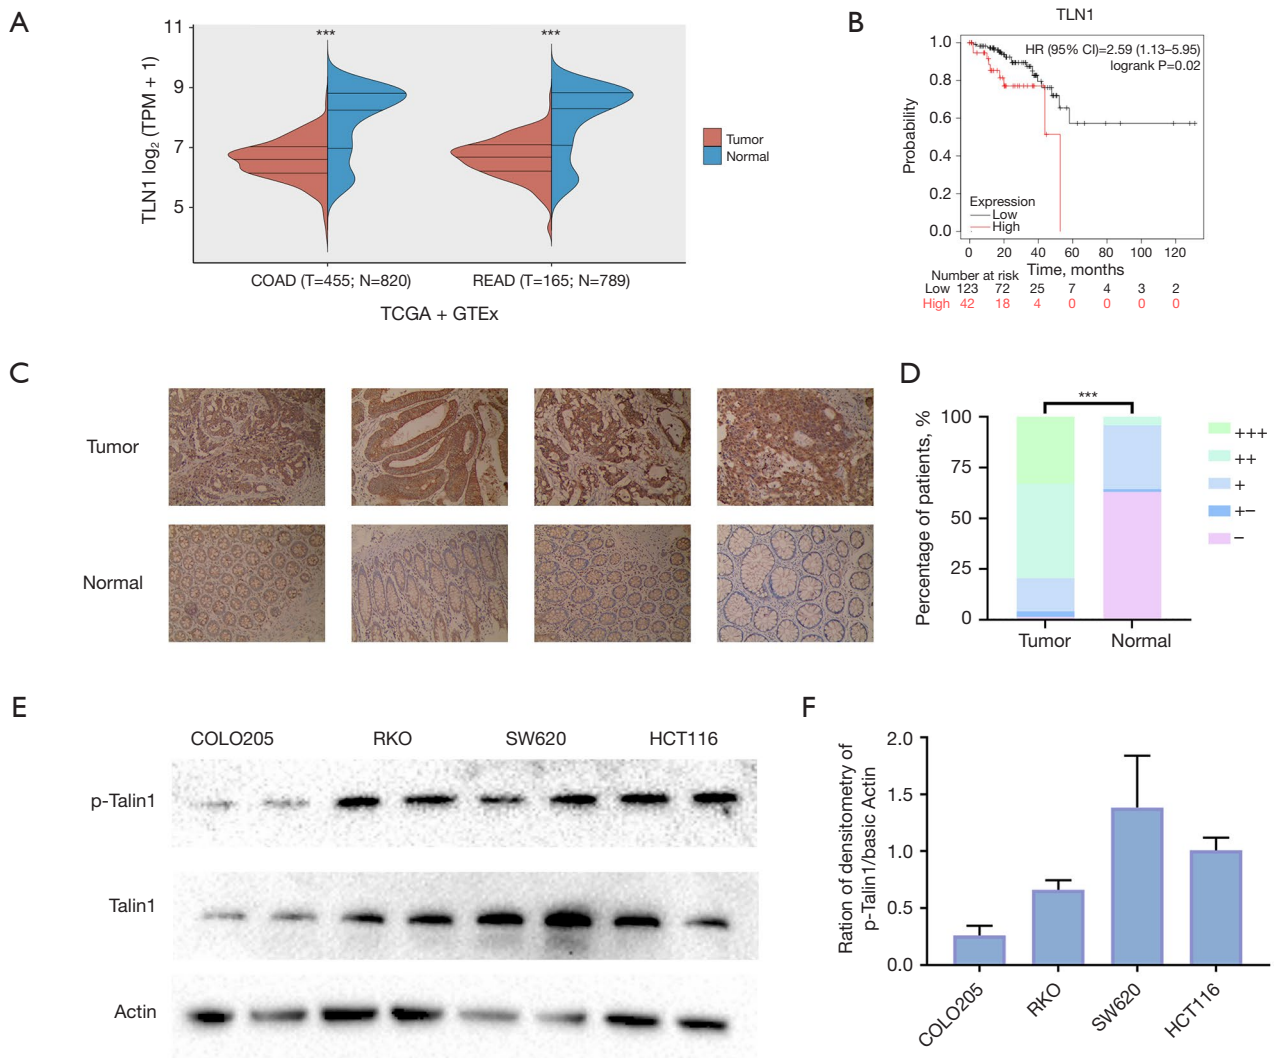 A
11
9
7
5
TLN1 log₂ (TPM + 1)
***
***
COAD (T=455; N=820)
READ (T=165; N=789)
TCGA + GTEx
Tumor
Normal
B
TLN1
HR (95% CI)=2.59 (1.13–5.95)
logrank P=0.02
1.0
0.8
0.6
0.4
0.2
0.0
Probability
Expression
Low
High
0 20 40 60 80 100 120
Time, months
Number at risk
Low 123 72 25 7 4 3 2
High 42 18 4 0 0 0 0
C
Tumor
Normal
D
***
100
75
50
25
0
Percentage of patients, %
Tumor Normal
+++
++
+
+−
−
E
COLO205 RKO SW620 HCT116
p-Talin1
Talin1
Actin
F
2.0
1.5
1.0
0.5
0.0
Ration of densitometry of
p-Talin1/basic Actin
COLO205
RKO
SW620
HCT116